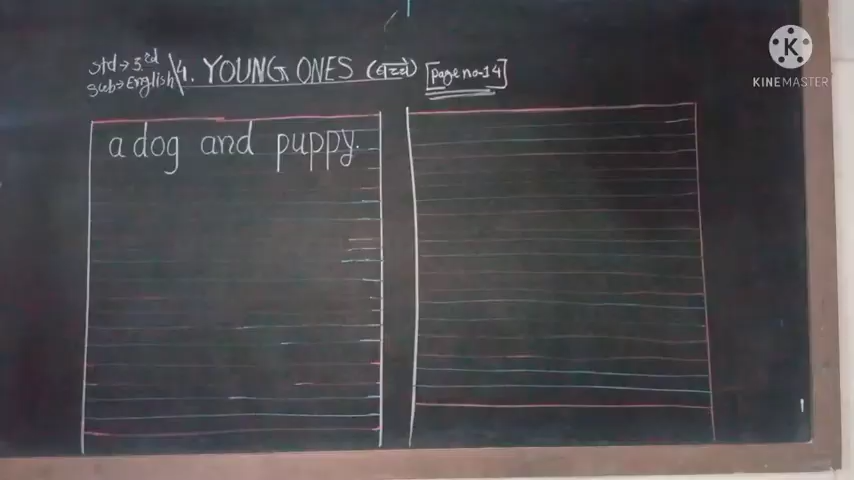 std → 3rd
sub → English
4. YOUNG ONES (बच्चे) [page no-14]
a dog and puppy.
K
KINEMASTER